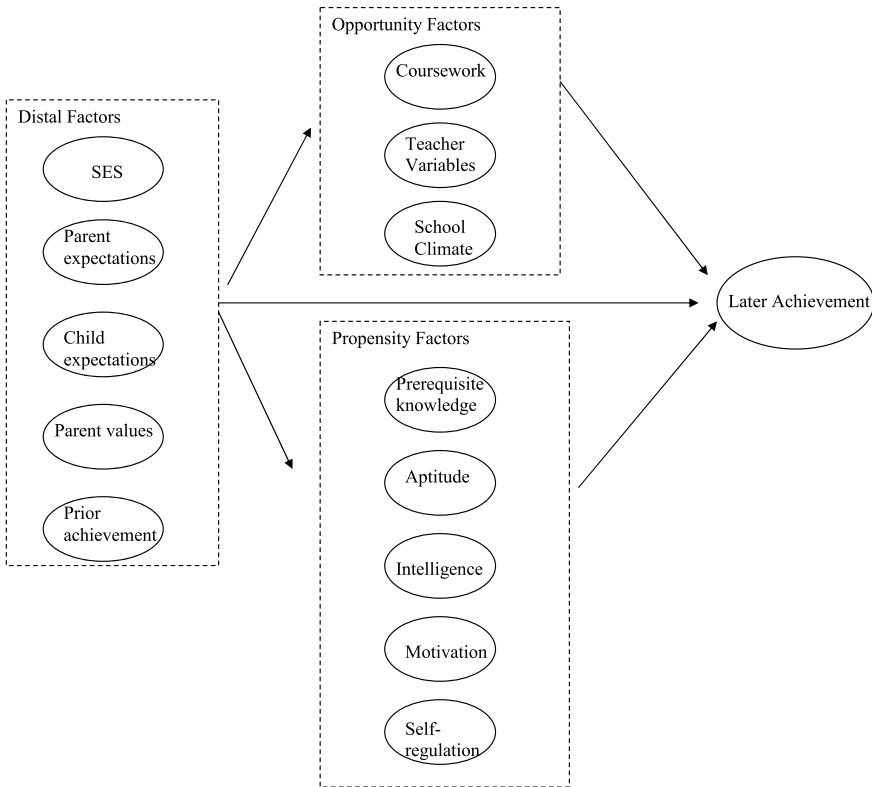 Opportunity Factors
Coursework
Teacher
Variables
School
Climate
Distal Factors
SES
Parent
expectations
Child
expectations
Parent values
Prior
achievement
Later Achievement
Propensity Factors
Prerequisite
knowledge
Aptitude
Intelligence
Motivation
Self-
regulation